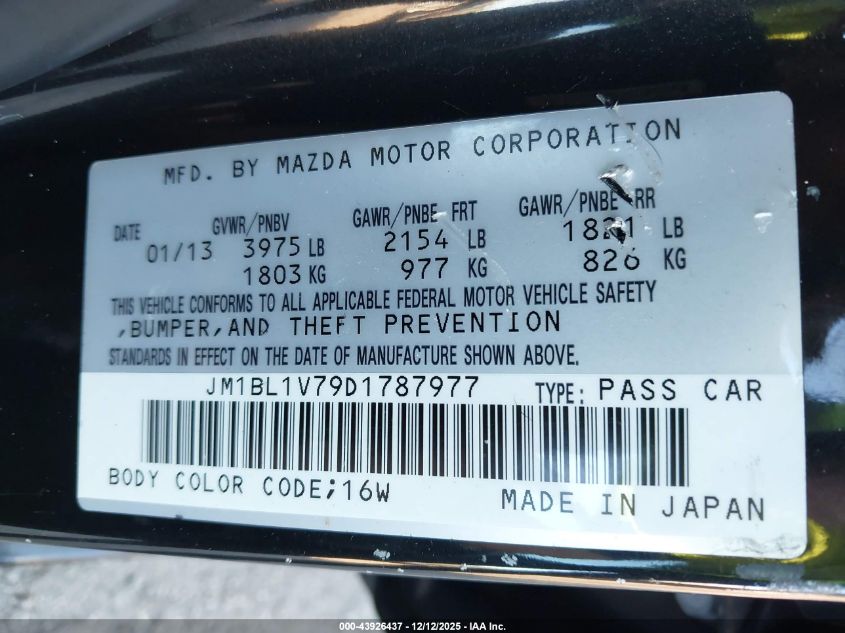 MFD. BY MAZDA MOTOR CORPORATION
DATE GVWR/PNBV GAWR/PNBE FRT GAWR/PNBE RR
01/13 3975 LB 2154 LB 1821 LB
1803 KG 977 KG 826 KG
THIS VEHICLE CONFORMS TO ALL APPLICABLE FEDERAL MOTOR VEHICLE SAFETY
,BUMPER,AND THEFT PREVENTION
STANDARDS IN EFFECT ON THE DATE OF MANUFACTURE SHOWN ABOVE.
JM1BL1V79D1787977 TYPE: PASS CAR
BODY COLOR CODE;16W MADE IN JAPAN
000-43926437 - 12/12/2025 - IAA Inc.